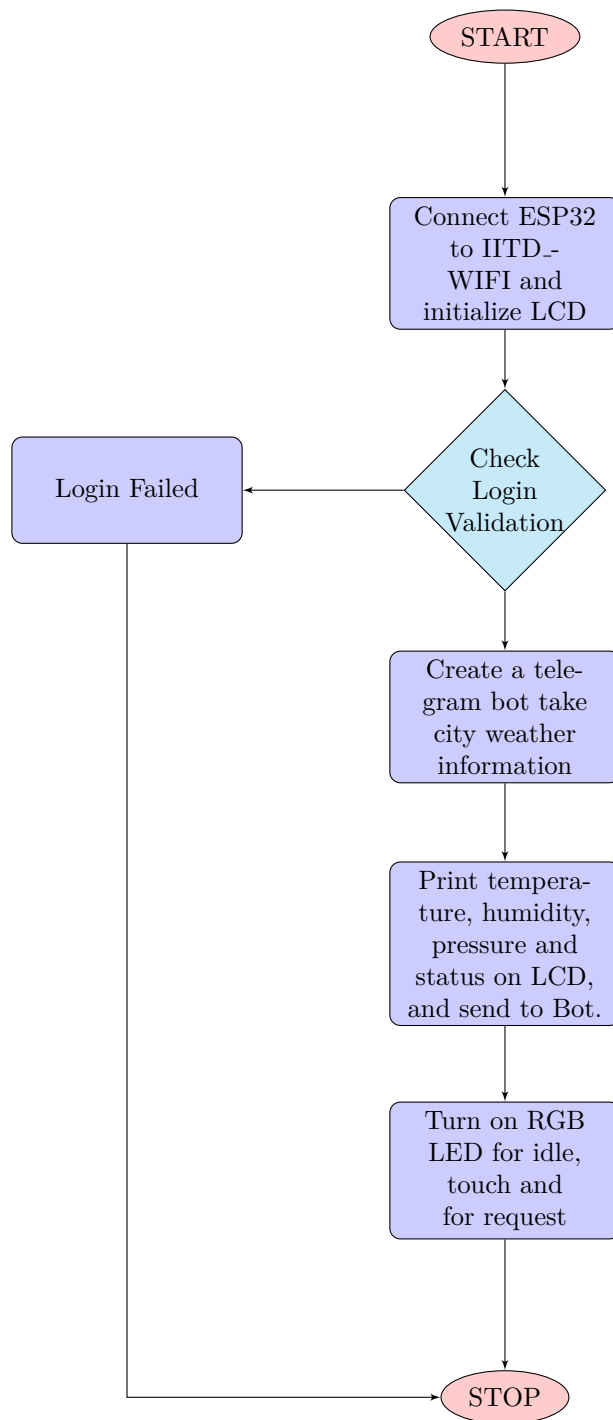 START
Connect ESP32
to IITD_-
WIFI and
initialize LCD
Check
Login
Validation
Login Failed
Create a tele-
gram bot take
city weather
information
Print tempera-
ture, humidity,
pressure and
status on LCD,
and send to Bot.
Turn on RGB
LED for idle,
touch and
for request
STOP